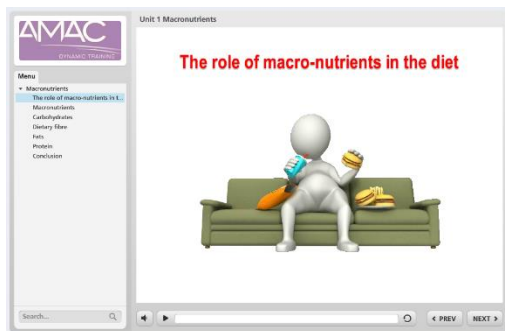 AMAC
DYNAMIC TRAINING
Menu
Macronutrients
The role of macro-nutrients in t...
Macronutrients
Carbohydrates
Dietary fibre
Fats
Protein
Conclusion
Search...
Unit 1 Macronutrients
The role of macro-nutrients in the diet
< PREV
NEXT >